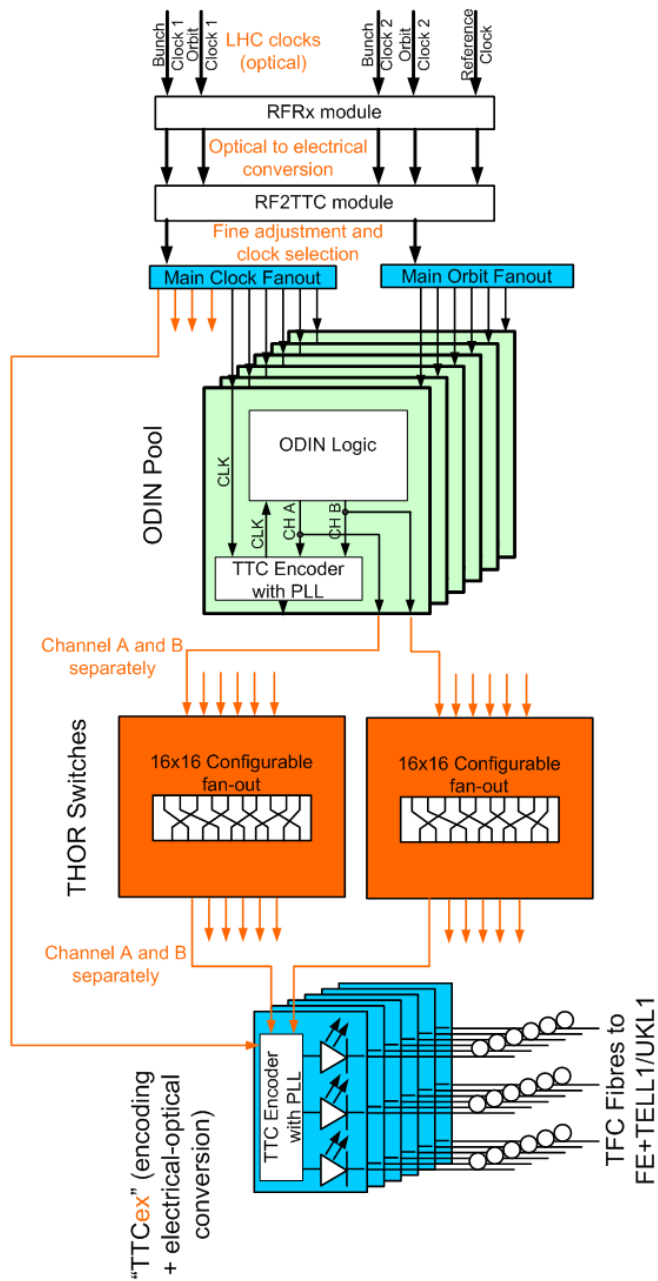 Bunch
Clock 1
Orbit
Clock 1
LHC clocks
(optical)
Bunch
Clock 2
Orbit
Clock 2
Reference
Clock
RFRx module
Optical to electrical
conversion
RF2TTC module
Fine adjustment and
clock selection
Main Clock Fanout
Main Orbit Fanout
ODIN Pool
ODIN Logic
CLK
CLK
CH A
CH B
TTC Encoder
with PLL
Channel A and B
separately
THOR Switches
16x16 Configurable
fan-out
16x16 Configurable
fan-out
Channel A and B
separately
TTC Encoder
with PLL
"TTCex" (encoding
+ electrical-optical
conversion)
TFC Fibres to
FE+TELL1/UKL1